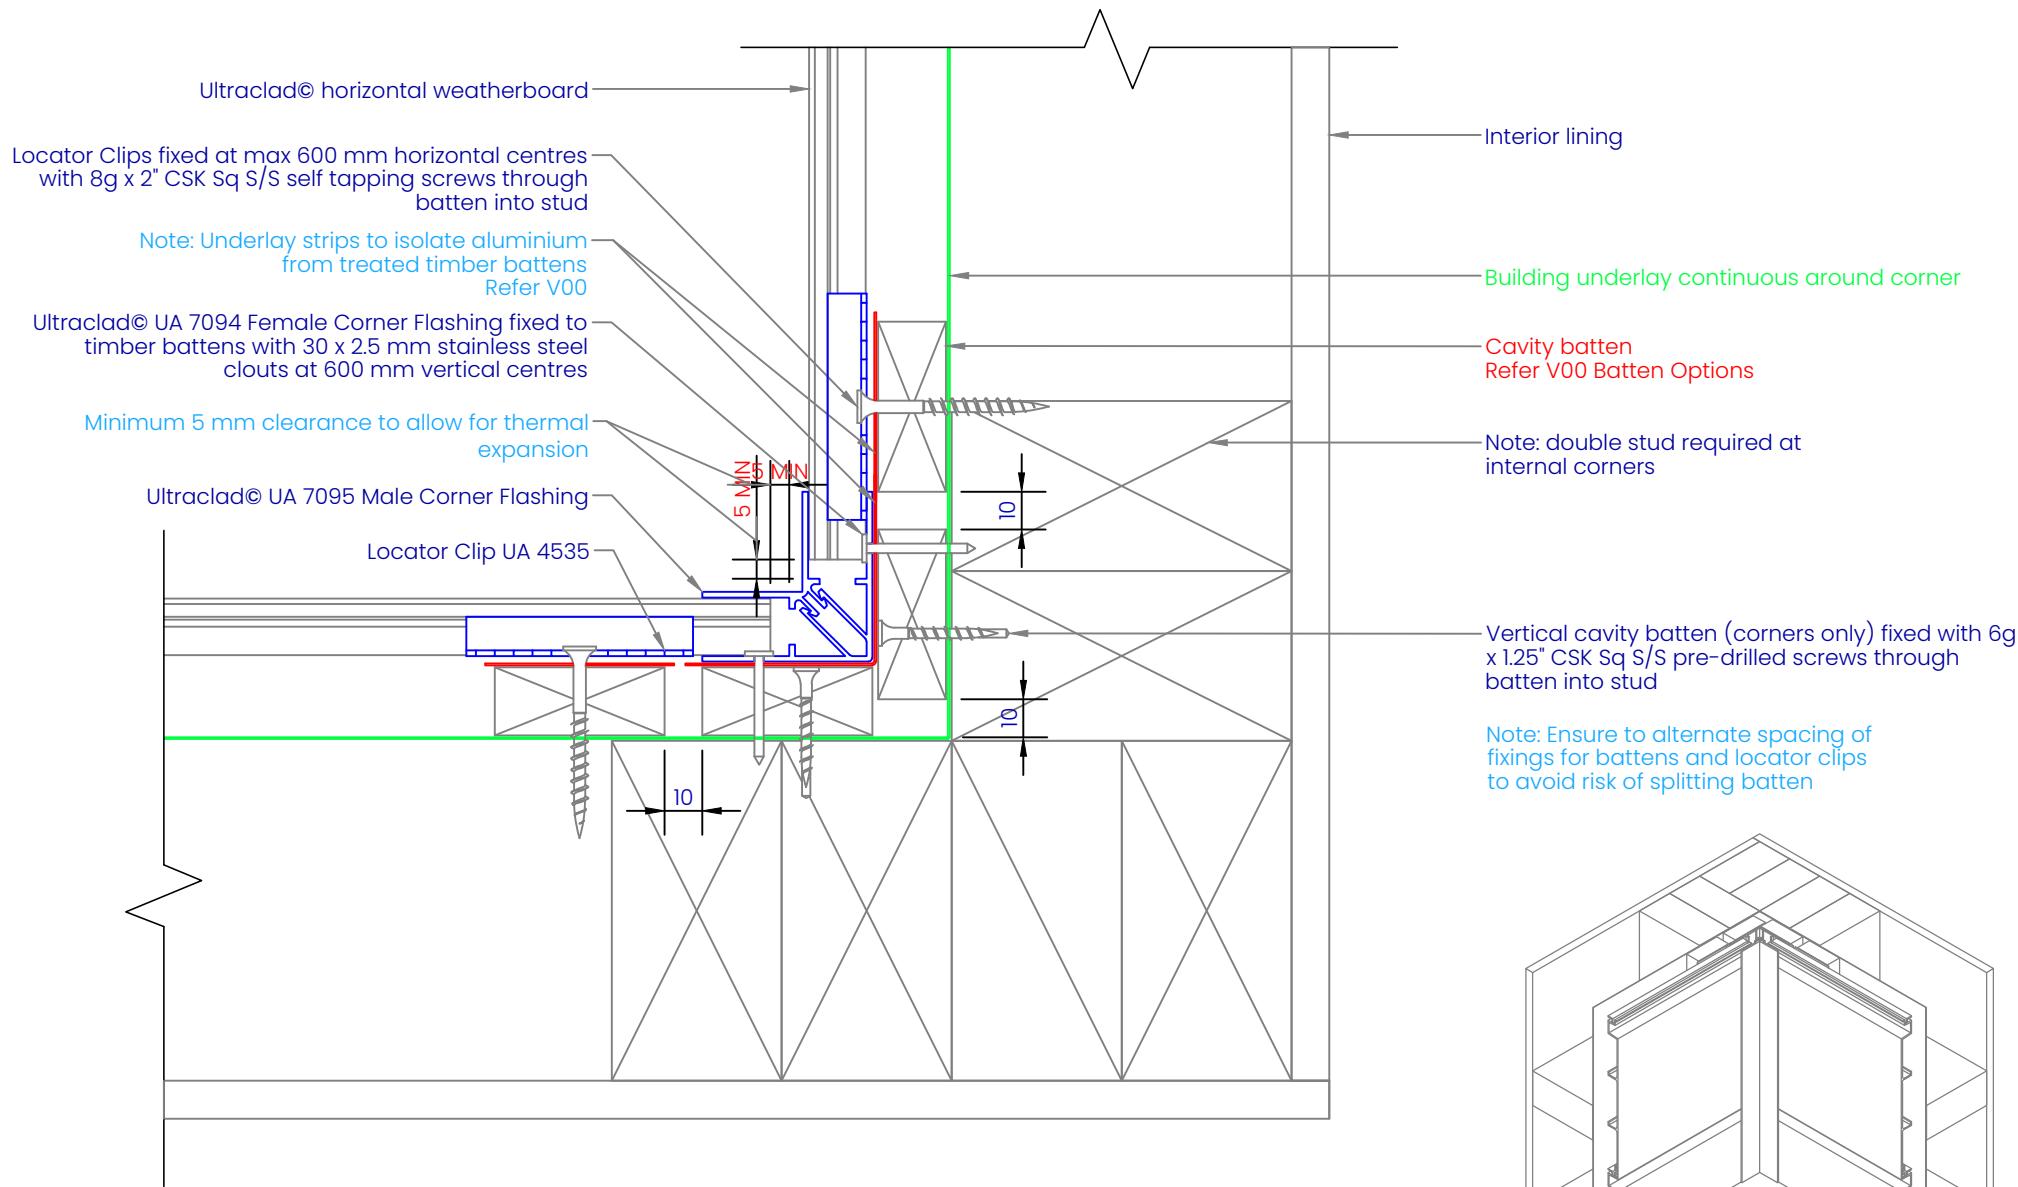 Ultraclad© horizontal weatherboard
Locator Clips fixed at max 600 mm horizontal centres
with 8g x 2" CSK Sq S/S self tapping screws through
batten into stud
Note: Underlay strips to isolate aluminium
from treated timber battens
Refer V00
Ultraclad© UA 7094 Female Corner Flashing fixed to
timber battens with 30 x 2.5 mm stainless steel
clouts at 600 mm vertical centres
Minimum 5 mm clearance to allow for thermal
expansion
Ultraclad© UA 7095 Male Corner Flashing
Locator Clip UA 4535
5 MIN
5 MIN
10
10
10
Interior lining
Building underlay continuous around corner
Cavity batten
Refer V00 Batten Options
Note: double stud required at
internal corners
Vertical cavity batten (corners only) fixed with 6g
x 1.25" CSK Sq S/S pre-drilled screws through
batten into stud
Note: Ensure to alternate spacing of
fixings for battens and locator clips
to avoid risk of splitting batten